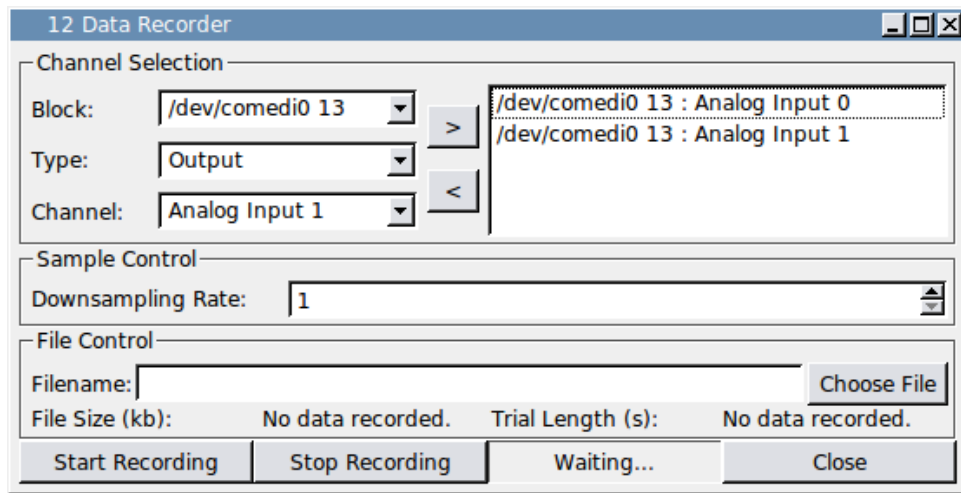 12 Data Recorder
Channel Selection
Block: /dev/comedi0 13
Type: Output
Channel: Analog Input 1
>
<
/dev/comedi0 13 : Analog Input 0
/dev/comedi0 13 : Analog Input 1
Sample Control
Downsampling Rate: 1
File Control
Filename: Choose File
File Size (kb): No data recorded. Trial Length (s): No data recorded.
Start Recording Stop Recording Waiting... Close